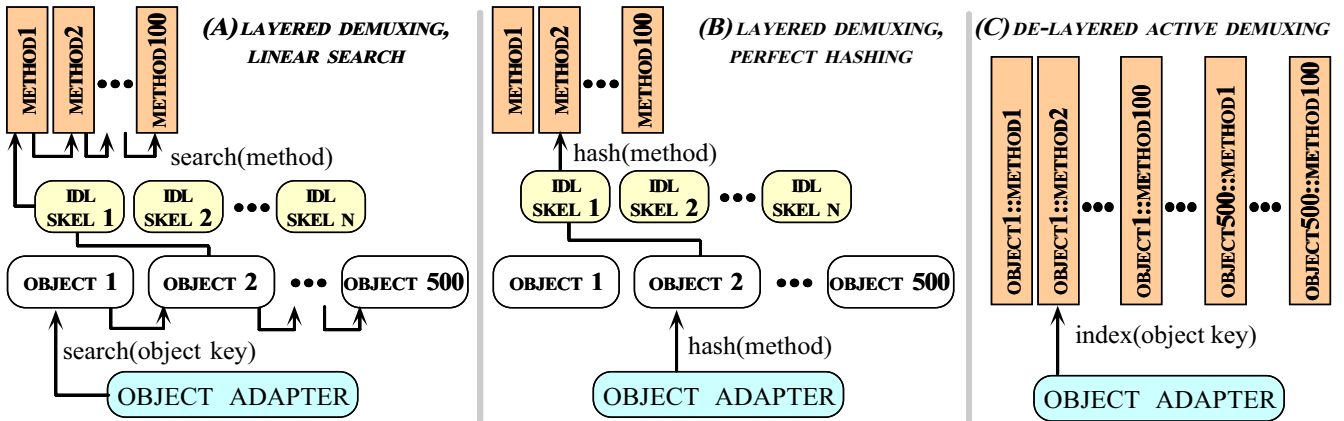 (A) LAYERED DEMUXING,
LINEAR SEARCH
METHOD1
METHOD2
•••
METHOD100
search(method)
IDL
SKEL 1
IDL
SKEL 2
•••
IDL
SKEL N
OBJECT 1
OBJECT 2
•••
OBJECT 500
search(object key)
OBJECT ADAPTER
(B) LAYERED DEMUXING,
PERFECT HASHING
METHOD1
METHOD2
•••
METHOD100
hash(method)
IDL
SKEL 1
IDL
SKEL 2
•••
IDL
SKEL N
OBJECT 1
OBJECT 2
•••
OBJECT 500
hash(method)
OBJECT ADAPTER
(C) DE-LAYERED ACTIVE DEMUXING
OBJECT1::METHOD1
OBJECT1::METHOD2
•••
OBJECT1::METHOD100
•••
OBJECT500::METHOD1
•••
OBJECT500::METHOD100
index(object key)
OBJECT ADAPTER